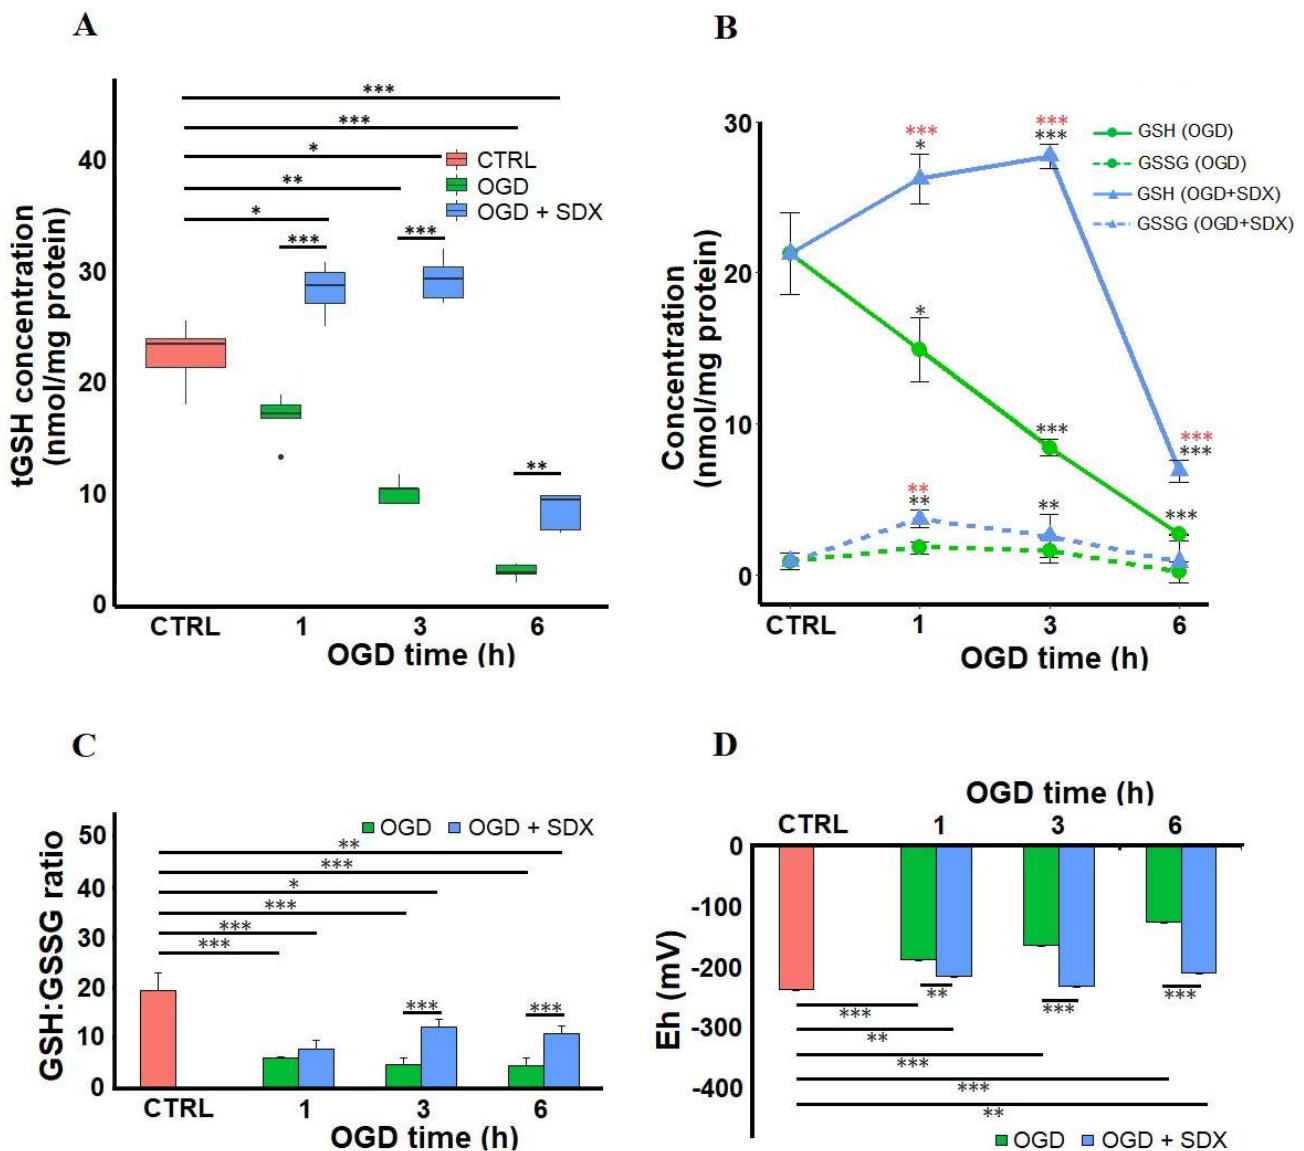 A
tGSH concentration
(nmol/mg protein)
40
30
20
10
0
***
***
*
**
*
***
***
**
CTRL
OGD
OGD + SDX
CTRL
1
3
6
OGD time (h)
B
Concentration
(nmol/mg protein)
30
20
10
0
***
*
***
***
*
***
***
***
***
**
**
**
GSH (OGD)
GSSG (OGD)
GSH (OGD+SDX)
GSSG (OGD+SDX)
CTRL
1
3
6
OGD time (h)
C
GSH:GSSG ratio
50
40
30
20
10
0
OGD
OGD + SDX
**
***
*
***
***
***
***
***
CTRL
1
3
6
OGD time (h)
D
OGD time (h)
CTRL
1
3
6
Eh (mV)
0
-100
-200
-300
-400
**
***
***
***
**
***
***
**
OGD
OGD + SDX